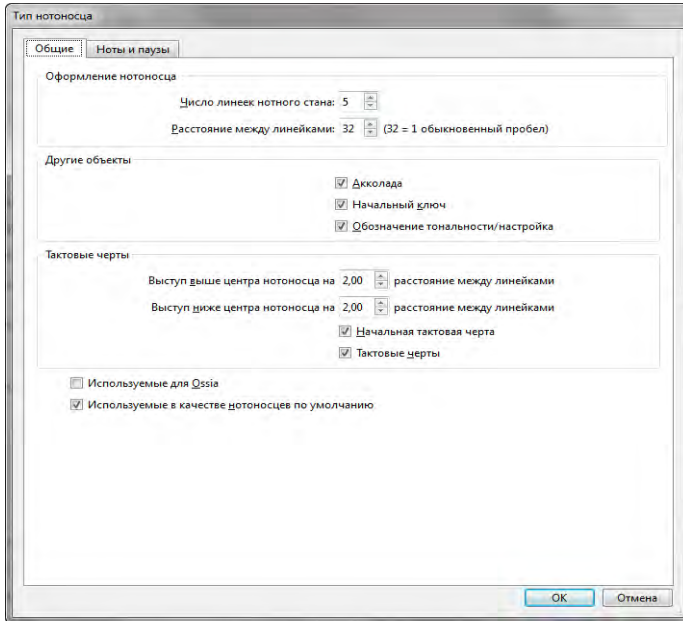 Тип нотоносца
Общие Ноты и паузы
Оформление нотоносца
Число линеек нотного стана: 5
Расстояние между линейками: 32 (32 = 1 обыкновенный пробел)
Другие объекты
Акколада
Начальный ключ
Обозначение тональности/настройка
Тактовые черты
Выступ выше центра нотоносца на 2,00 расстояние между линейками
Выступ ниже центра нотоносца на 2,00 расстояние между линейками
Начальная тактовая черта
Тактовые черты
Используемые для Ossia
Используемые в качестве нотоносцев по умолчанию
OK Отмена